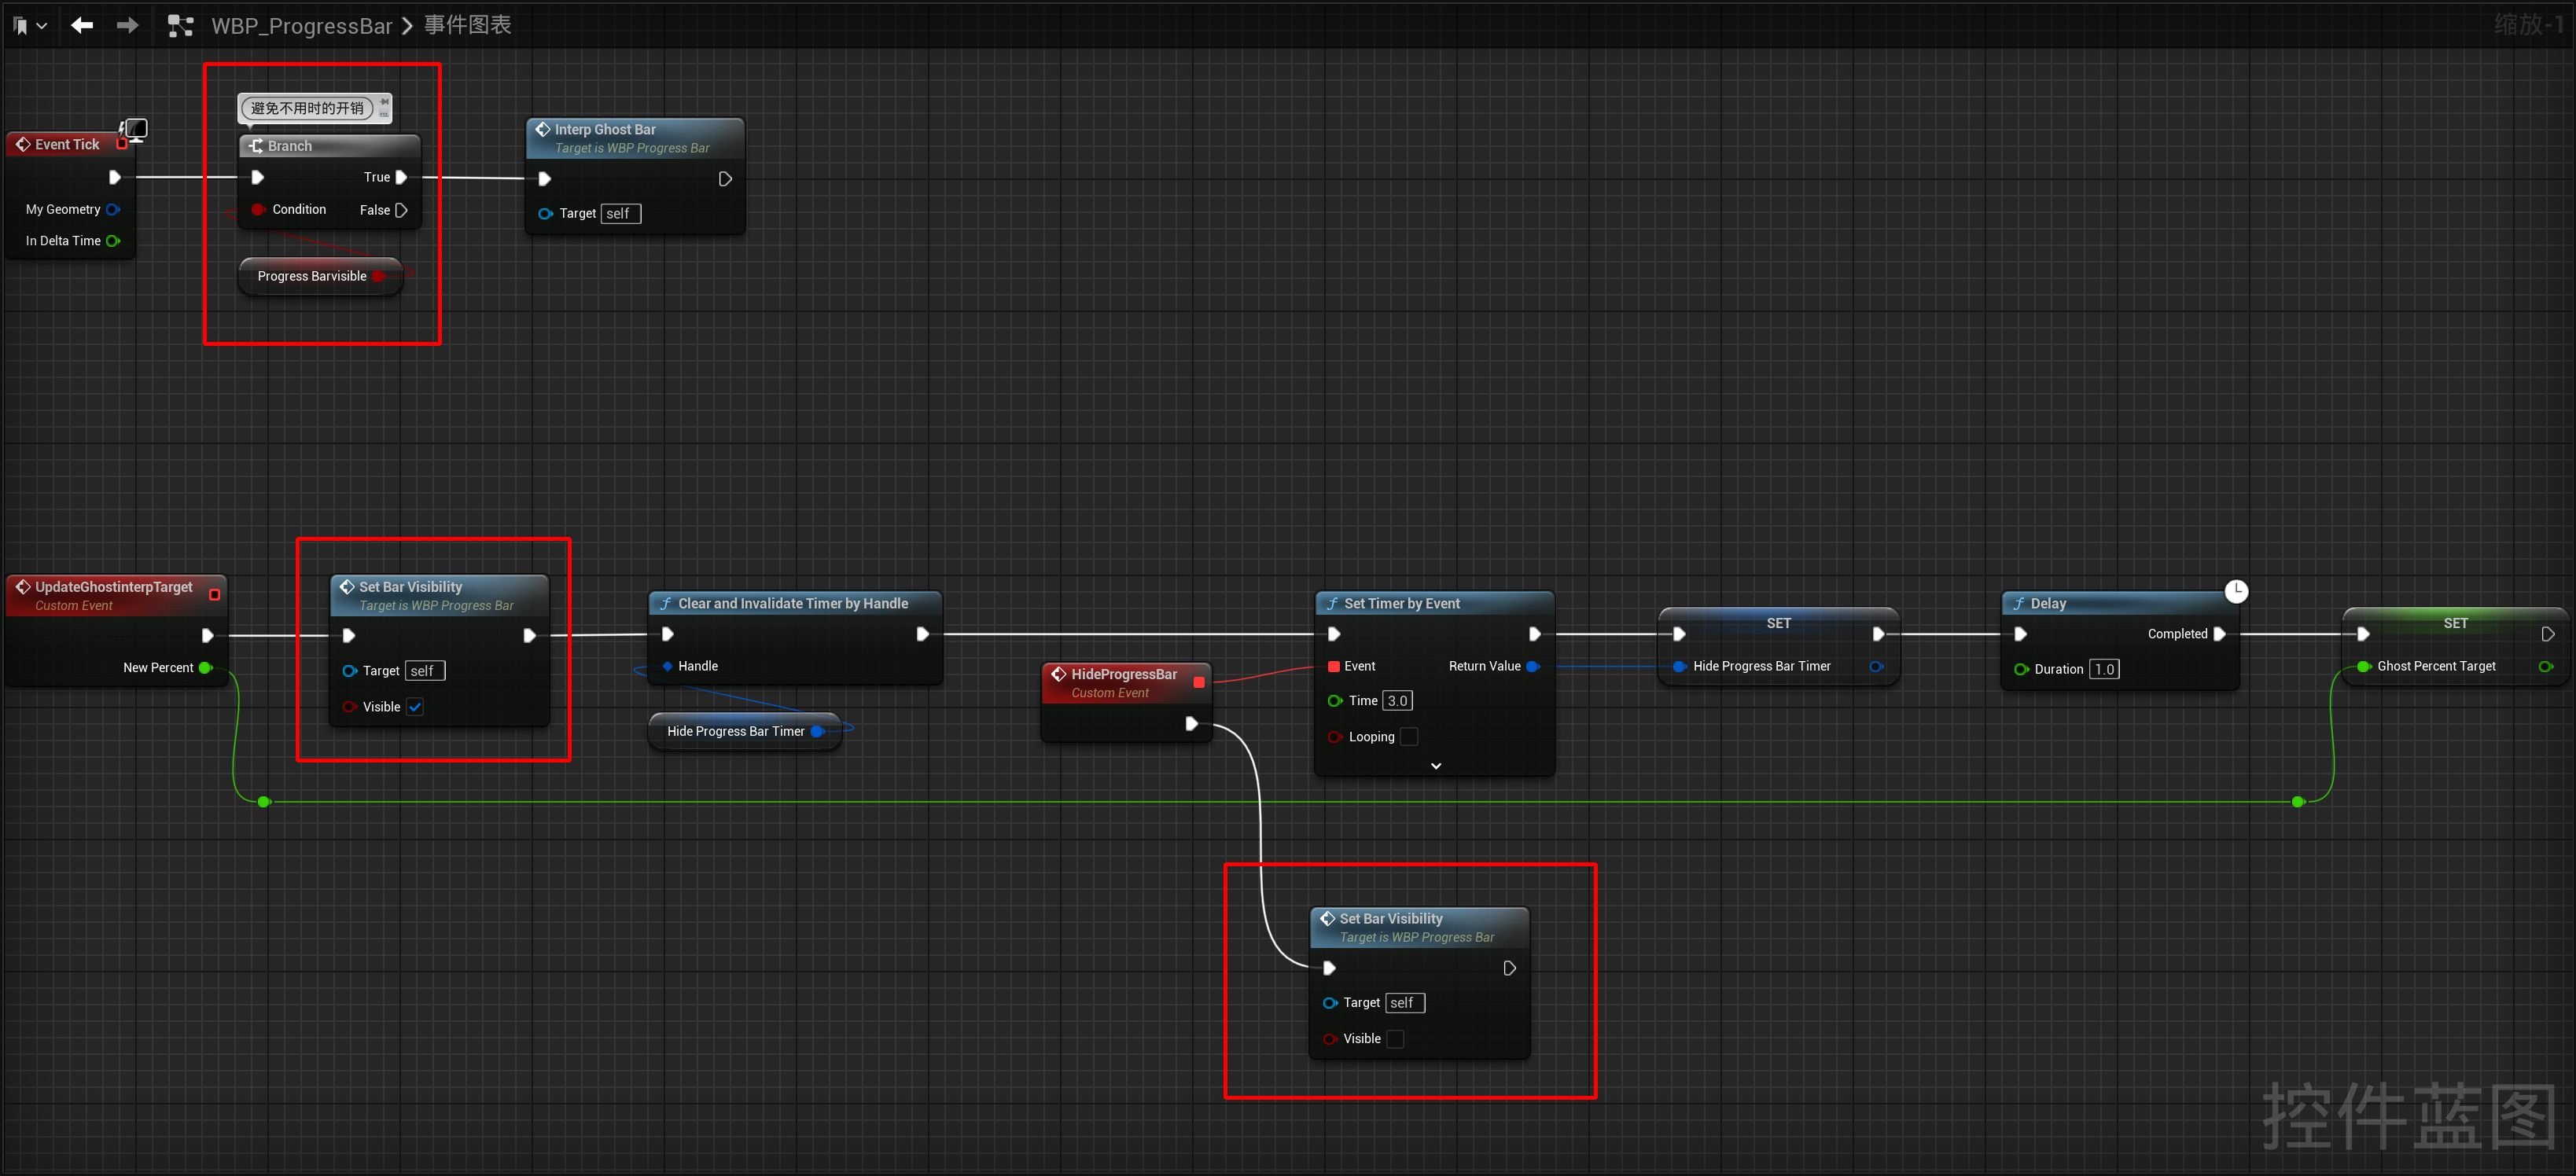 WBP_ProgressBar > 事件图表
缩放-1
避免不用时的开销
Event Tick
My Geometry
In Delta Time
Branch
True
Condition
False
Progress Barvisible
Interp Ghost Bar
Target is WBP Progress Bar
Target self
UpdateGhostinterpTarget
Custom Event
New Percent
Set Bar Visibility
Target is WBP Progress Bar
Target self
Visible
Clear and Invalidate Timer by Handle
Handle
Hide Progress Bar Timer
HideProgressBar
Custom Event
Set Timer by Event
Event
Return Value
Time 3.0
Looping
SET
Hide Progress Bar Timer
Delay
Completed
Duration 1.0
SET
Ghost Percent Target
Set Bar Visibility
Target is WBP Progress Bar
Target self
Visible
控件蓝图